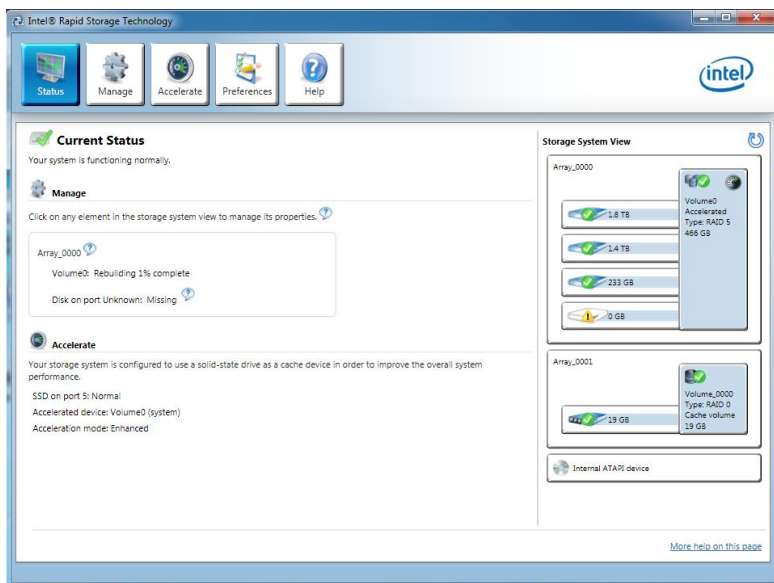 Intel® Rapid Storage Technology
Status
Manage
Accelerate
Preferences
Help
intel
Current Status
Your system is functioning normally.
Manage
Click on any element in the storage system view to manage its properties.
Array_0000
Volume0: Rebuilding 1% complete
Disk on port Unknown: Missing
Accelerate
Your storage system is configured to use a solid-state drive as a cache device in order to improve the overall system
performance.
SSD on port 5: Normal
Accelerated device: Volume0 (system)
Acceleration mode: Enhanced
Storage System View
Array_0000
1.8 TB
1.4 TB
233 GB
0 GB
Volume0
Accelerated
Type: RAID 5
466 GB
Array_0001
19 GB
Volume_0000
Type: RAID 0
Cache volume
19 GB
Internal ATAPI device
More help on this page